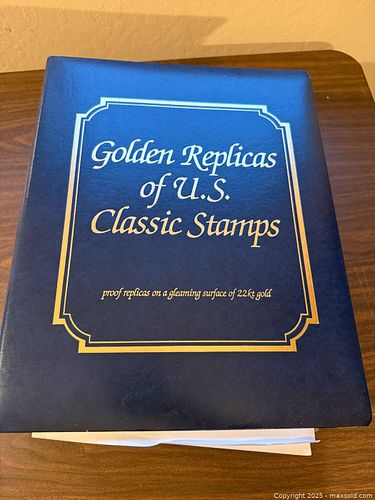 Golden Replicas
of U.S.
Classic Stamps
proof replicas on a gleaming surface of 22kt gold
Copyright 2025 - maxsold.com